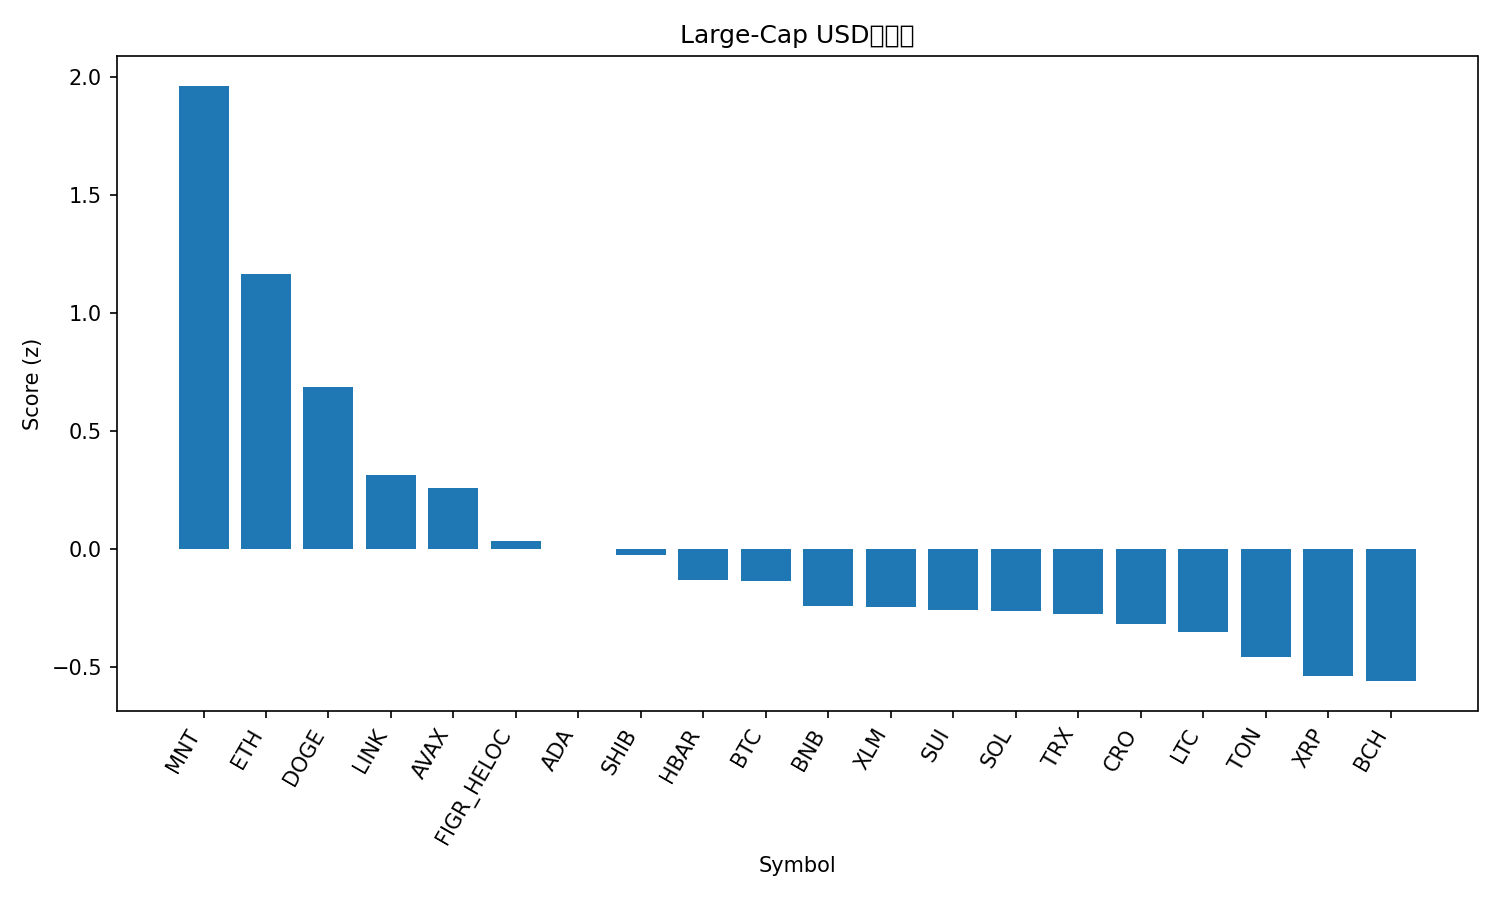 Large-Cap USD
Score (z)
2.0
1.5
1.0
0.5
0.0
−0.5
MNT
ETH
DOGE
LINK
AVAX
FIGR_HELOC
ADA
SHIB
HBAR
BTC
BNB
XLM
SUI
SOL
TRX
CRO
LTC
TON
XRP
BCH
Symbol